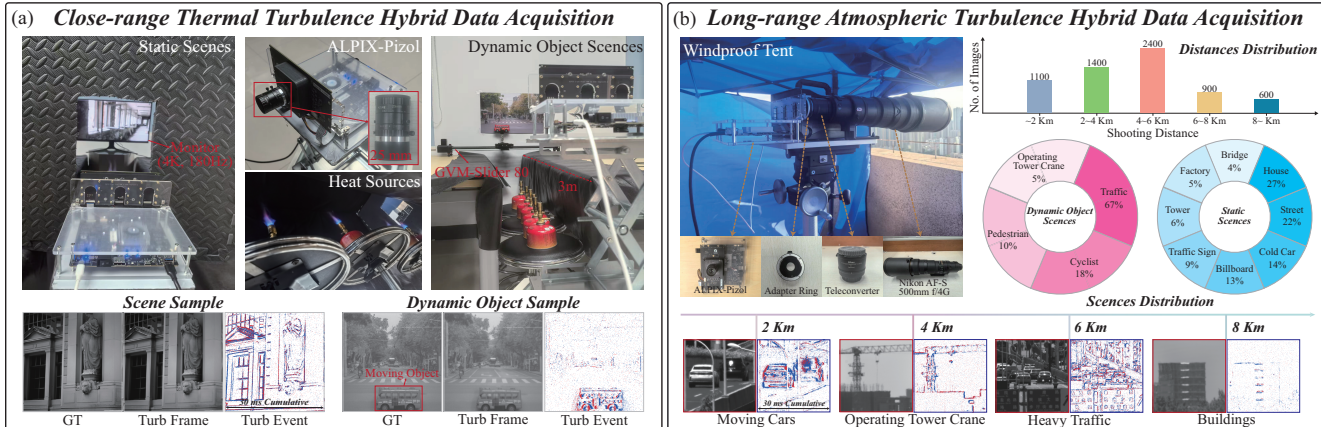 (a) Close-range Thermal Turbulence Hybrid Data Acquisition
Static Scenes
Monitor
(4K, 180Hz)
ALPIX-Pizol
25 mm
Heat Sources
Dynamic Object Scences
GVM-Slider 80
3m
Scene Sample
Dynamic Object Sample
30 ms Cumulative
Moving Object
GT
Turb Frame
Turb Event
GT
Turb Frame
Turb Event
(b) Long-range Atmospheric Turbulence Hybrid Data Acquisition
Windproof Tent
ALPIX-Pizol
Adapter Ring
Teleconverter
Nikon AF-S
500mm f/4G
Distances Distribution
No. of Images
1100
1400
2400
900
600
~2 Km
2~4 Km
4~6 Km
6~8 Km
8~ Km
Shooting Distance
Operating
Tower Crane
5%
Traffic
67%
Pedestrian
10%
Cyclist
18%
Dynamic Object
Scences
Bridge
4%
House
27%
Factory
5%
Street
22%
Tower
6%
Cold Car
14%
Traffic Sign
9%
Billboard
13%
Static
Scences
Scences Distribution
2 Km
4 Km
6 Km
8 Km
30 ms Cumulative
Moving Cars
Operating Tower Crane
Heavy Traffic
Buildings